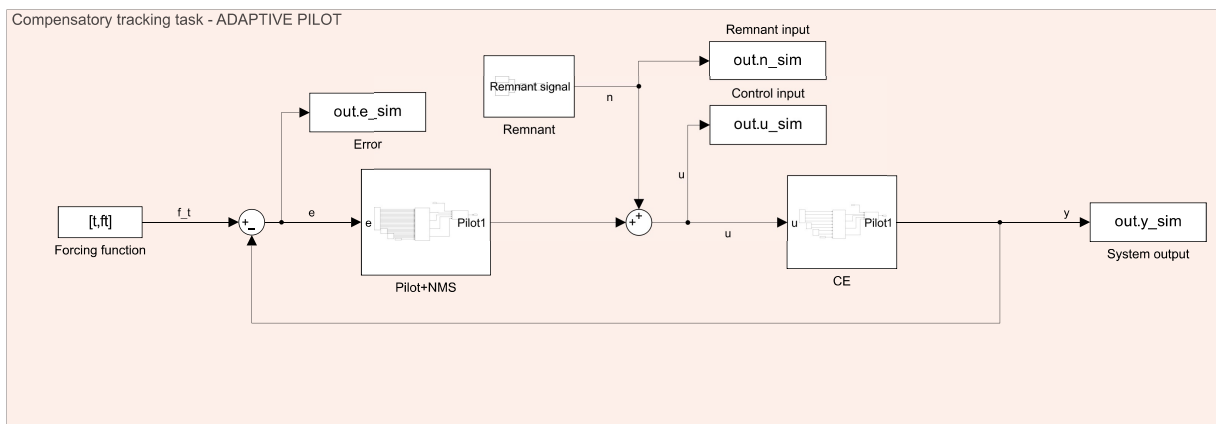 Compensatory tracking task - ADAPTIVE PILOT
Remnant input
out.n_sim
Remnant signal
n
Remnant
Control input
out.u_sim
out.e_sim
Error
u
[t,ft]
f_t
Forcing function
+
-
e
e
Pilot1
Pilot+NMS
+
+
u
u
Pilot1
CE
y
out.y_sim
System output